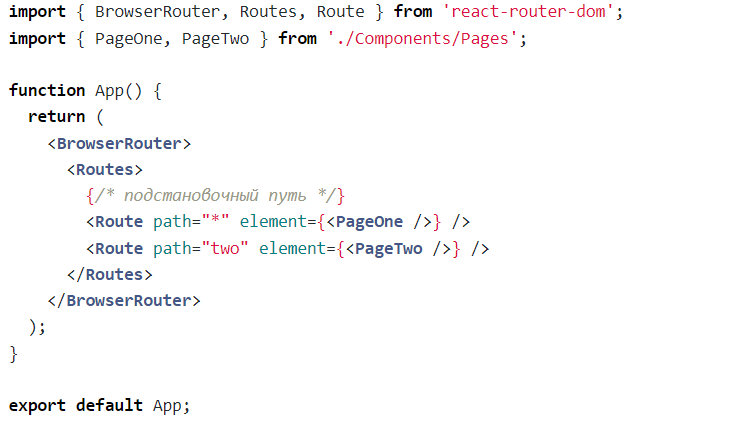 import { BrowserRouter, Routes, Route } from 'react-router-dom';
import { PageOne, PageTwo } from './Components/Pages';

function App() {
  return (
    <BrowserRouter>
      <Routes>
        {/* подстановочный путь */}
        <Route path="*" element={<PageOne />} />
        <Route path="two" element={<PageTwo />} />
      </Routes>
    </BrowserRouter>
  );
}

export default App;